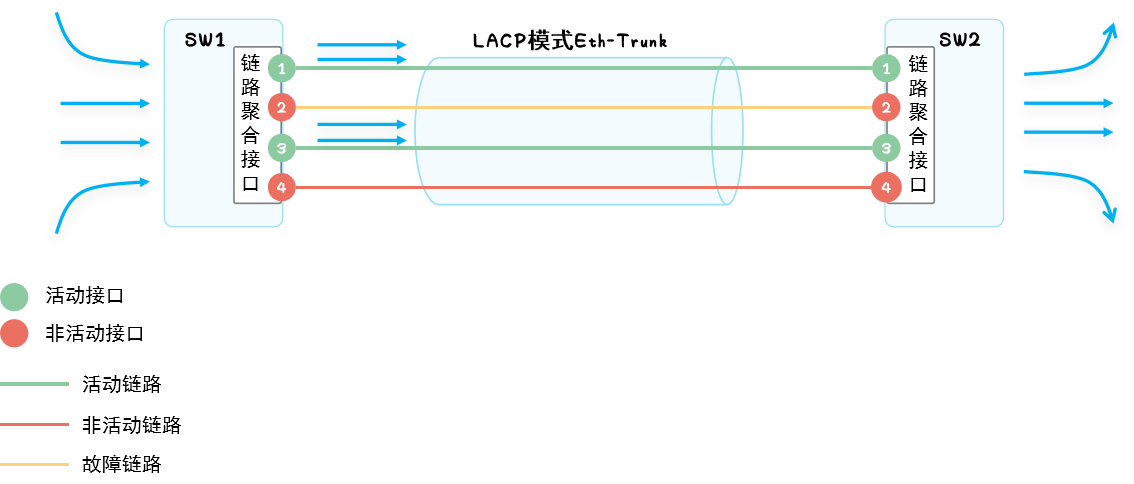 LACP模式Eth-Trunk
SW1
SW2
链路聚合接口
1
2
3
4
1
2
3
4
链路聚合接口
活动接口
非活动接口
活动链路
非活动链路
故障链路